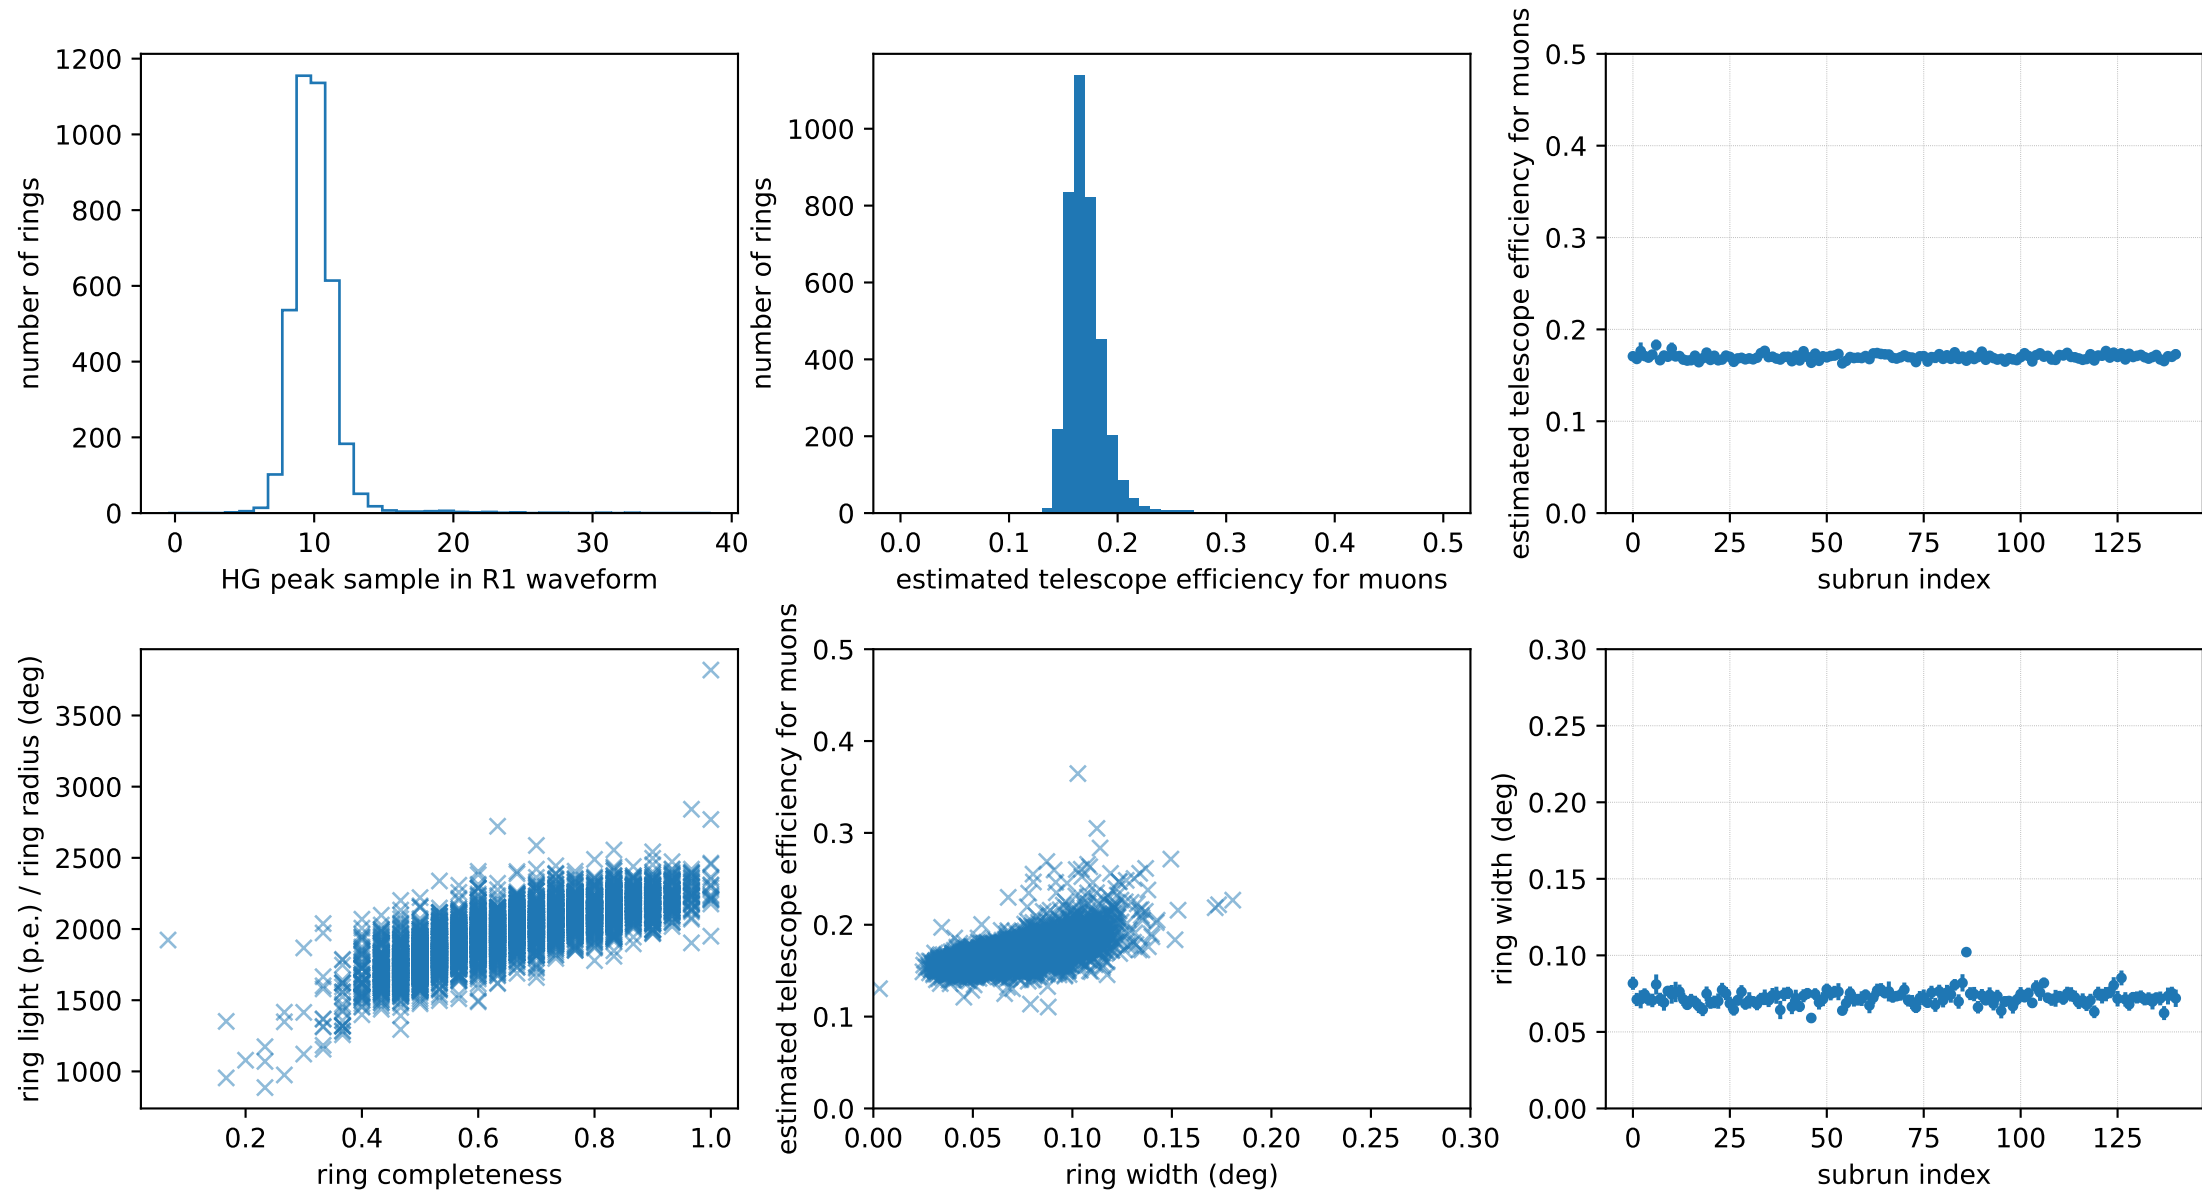 number of rings
1200
1000
800
600
400
200
0
0 10 20 30 40
HG peak sample in R1 waveform
number of rings
1000
800
600
400
200
0
0.0 0.1 0.2 0.3 0.4 0.5
estimated telescope efficiency for muons
estimated telescope efficiency for muons
0.5
0.4
0.3
0.2
0.1
0.0
0 25 50 75 100 125
subrun index
ring light (p.e.) / ring radius (deg)
3500
3000
2500
2000
1500
1000
0.2 0.4 0.6 0.8 1.0
ring completeness
estimated telescope efficiency for muons
0.5
0.4
0.3
0.2
0.1
0.0
0.00 0.05 0.10 0.15 0.20 0.25 0.30
ring width (deg)
ring width (deg)
0.30
0.25
0.20
0.15
0.10
0.05
0.00
0 25 50 75 100 125
subrun index